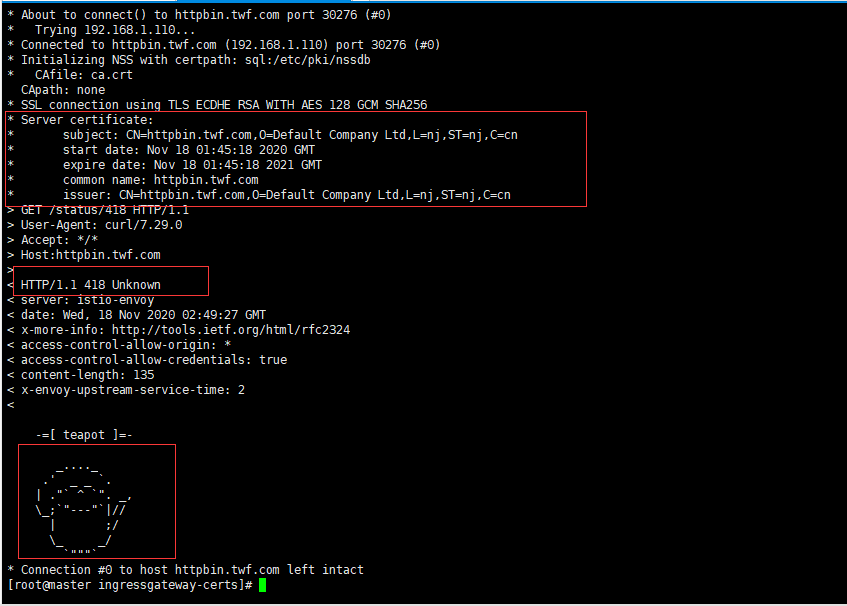 * About to connect() to httpbin.twf.com port 30276 (#0)
*   Trying 192.168.1.110...
* Connected to httpbin.twf.com (192.168.1.110) port 30276 (#0)
* Initializing NSS with certpath: sql:/etc/pki/nssdb
*   CAfile: ca.crt
  CApath: none
* SSL connection using TLS_ECDHE_RSA_WITH_AES_128_GCM_SHA256
* Server certificate:
*       subject: CN=httpbin.twf.com,O=Default Company Ltd,L=nj,ST=nj,C=cn
*       start date: Nov 18 01:45:18 2020 GMT
*       expire date: Nov 18 01:45:18 2021 GMT
*       common name: httpbin.twf.com
*       issuer: CN=httpbin.twf.com,O=Default Company Ltd,L=nj,ST=nj,C=cn
> GET /status/418 HTTP/1.1
> User-Agent: curl/7.29.0
> Accept: */*
> Host:httpbin.twf.com
>
< HTTP/1.1 418 Unknown
< server: istio-envoy
< date: Wed, 18 Nov 2020 02:49:27 GMT
< x-more-info: http://tools.ietf.org/html/rfc2324
< access-control-allow-origin: *
< access-control-allow-credentials: true
< content-length: 135
< x-envoy-upstream-service-time: 2
<

    -=[ teapot ]=-

       _...._
     .'  _ _ `.
    | ."` ^ `". _,
    \_;`"---"`|//
      |       ;/
      \_     _/
        `"""`
* Connection #0 to host httpbin.twf.com left intact
[root@master ingressgateway-certs]#